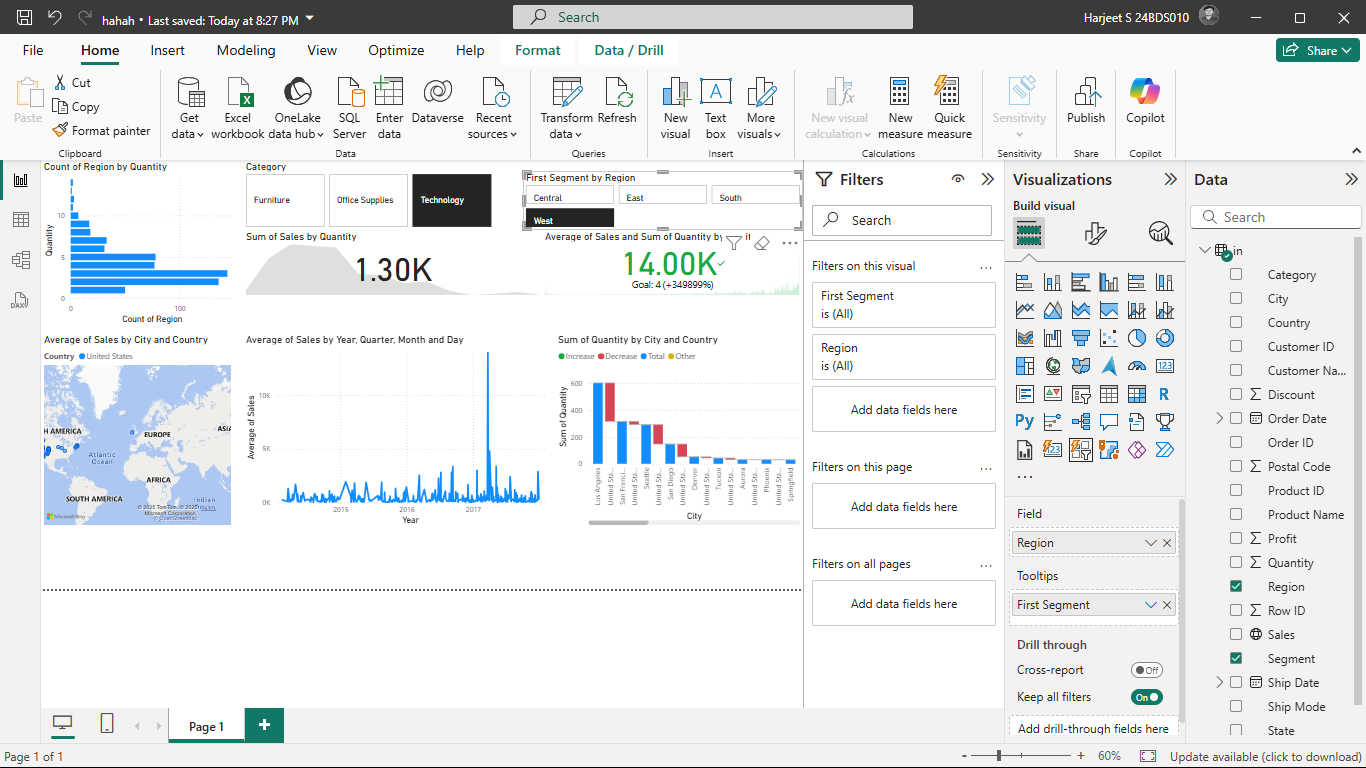 hahah • Last saved: Today at 8:27 PM
Search
Harjeet S 24BDS010
File
Home
Insert
Modeling
View
Optimize
Help
Format
Data / Drill
Share
Paste
Cut
Copy
Format painter
Get data
Excel workbook
OneLake data hub
SQL Server
Enter data
Dataverse
Recent sources
Transform data
Refresh
New visual
Text box
More visuals
New visual calculation
New measure
Quick measure
Sensitivity
Publish
Copilot
Clipboard
Data
Queries
Insert
Calculations
Sensitivity
Share
Copilot
DAX
Count of Region by Quantity
Quantity
10
5
0
0
100
Count of Region
Category
Furniture
Office Supplies
Technology
First Segment by Region
Central
East
South
West
Sum of Sales by Quantity
1.30K
Average of Sales and Sum of Quantity by
14.00K
Goal: 4 (+349899%)
Average of Sales by City and Country
Country
United States
H AMERICA
EUROPE
ASIA
Atlantic
Ocean
AFRICA
SOUTH AMERICA
Indian
Microsoft Bing
© 2025 TomTom, © 2025 
Microsoft Corporation,
© OpenStreetMap
Average of Sales by Year, Quarter, Month and Day
Average of Sales
10K
5K
0K
2015
2016
2017
Year
Sum of Quantity by City and Country
Increase
Decrease
Total
Other
Sum of Quantity
600
400
200
0
Los Angeles
United Sta...
San Franci...
United Sta...
Seattle
United Sta...
San Diego
United Sta...
Denver
United Sta...
Tucson
United Sta...
Aurora
United Sta...
Phoenix
United Sta...
Springfield
City
Filters
Search
Filters on this visual
First Segment
is (All)
Region
is (All)
Add data fields here
Filters on this page
Add data fields here
Filters on all pages
Add data fields here
Visualizations
Build visual
123
R
Py
123
...
Field
Region
Tooltips
First Segment
Drill through
Cross-report
Off
Keep all filters
On
Add drill-through fields here
Data
Search
in
Category
City
Country
Customer ID
Customer Na...
Discount
Order Date
Order ID
Postal Code
Product ID
Product Name
Profit
Quantity
Region
Row ID
Sales
Segment
Ship Date
Ship Mode
State
Page 1
Page 1 of 1
60%
Update available (click to download)